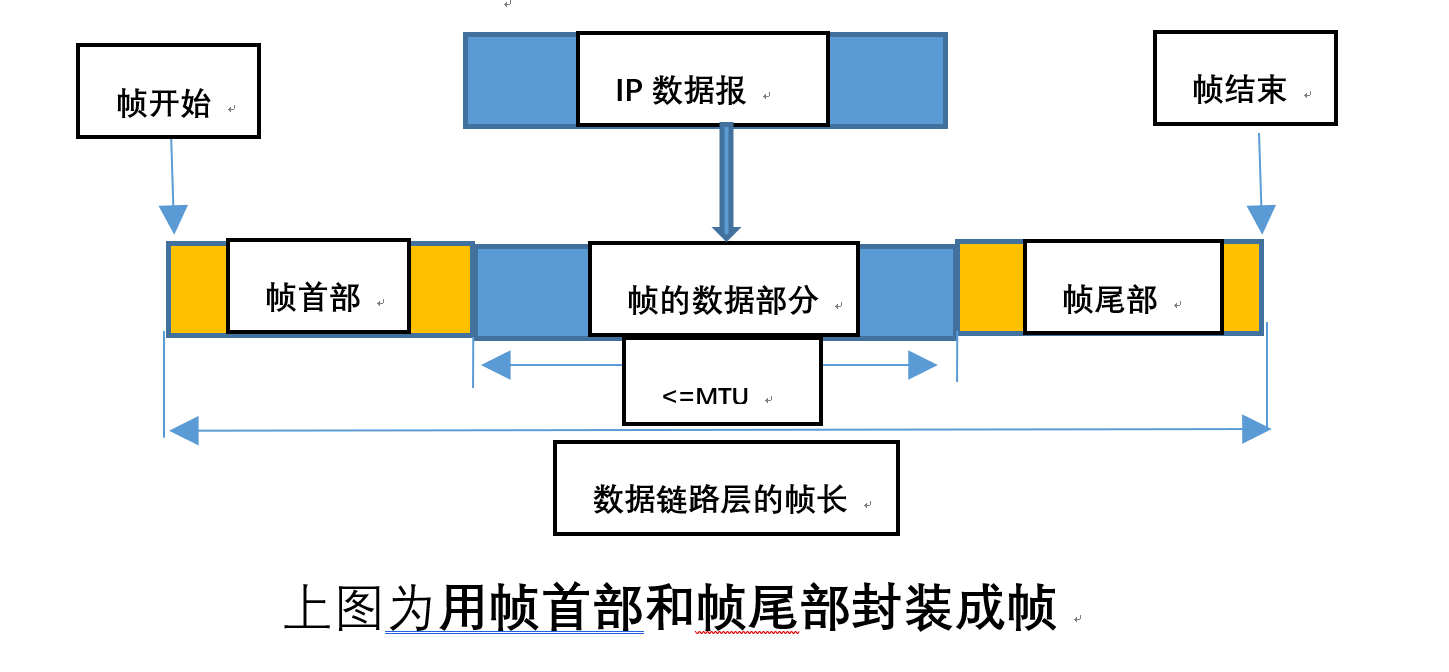 帧开始
IP 数据报
帧结束
帧首部
帧的数据部分
帧尾部
<=MTU
数据链路层的帧长
上图为用帧首部和帧尾部封装成帧